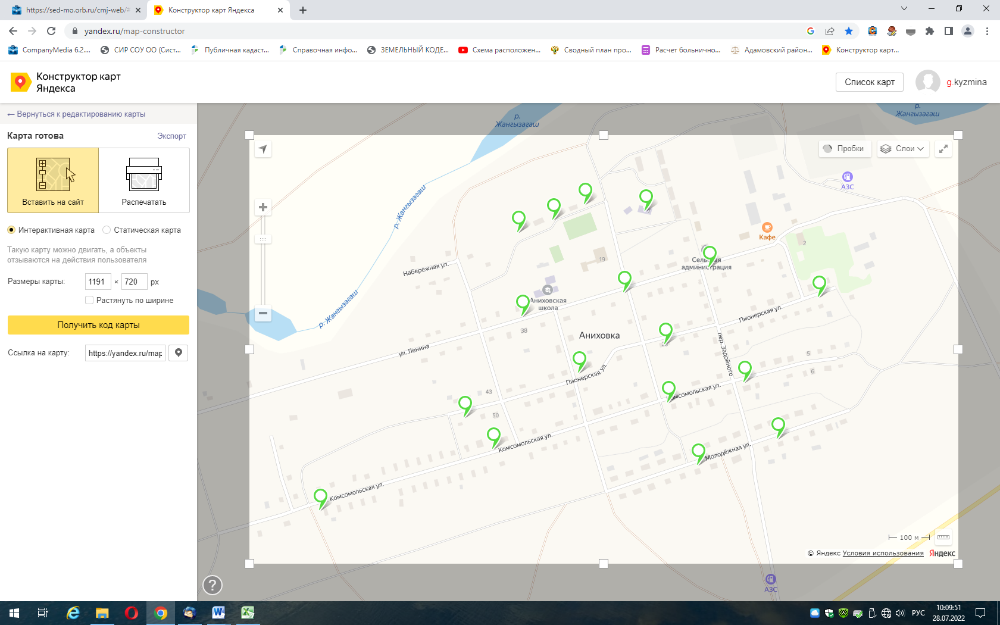 https://sed-mo.orb.ru/cmj-web/#
Конструктор карт Яндекса
yandex.ru/map-constructor
CompanyMedia 6.2....
СИР СОУ ОО (Сист...
Публичная кадаст...
Справочная инфо...
ЗЕМЕЛЬНЫЙ КОДЕ...
Схема расположен...
Сводный план про...
Расчет больнично...
Адамовский район...
Конструктор карт...
Конструктор карт
Яндекса
Список карт
g.kyzmina
← Вернуться к редактированию карты
Карта готова
Экспорт
Вставить на сайт
Распечатать
Интерактивная карта
Статическая карта
Такую карту можно двигать, а объекты
отзываются на действия пользователя
Размеры карты:
1191 × 720 px
Растянуть по ширине
Получить код карты
Ссылка на карту:
https://yandex.ru/map
р.
Жангызагаш
р.
Жангызагаш
Пробки
Слои
АЗС
р. Жангызагаш
Кафе
2
19
Сельская
администрация
Набережная ул.
Аниховская
школа
р. Жангызагаш
Пионерская ул.
38
Аниховка
ул. Ленина
пер. Задойного
5
6
Пионерская ул.
43
Комсомольская ул.
50
Комсомольская ул.
Молодёжная ул.
Комсомольская ул.
100 м
© Яндекс Условия использования Яндекс
АЗС
?
РУС
10:09:51
28.07.2022